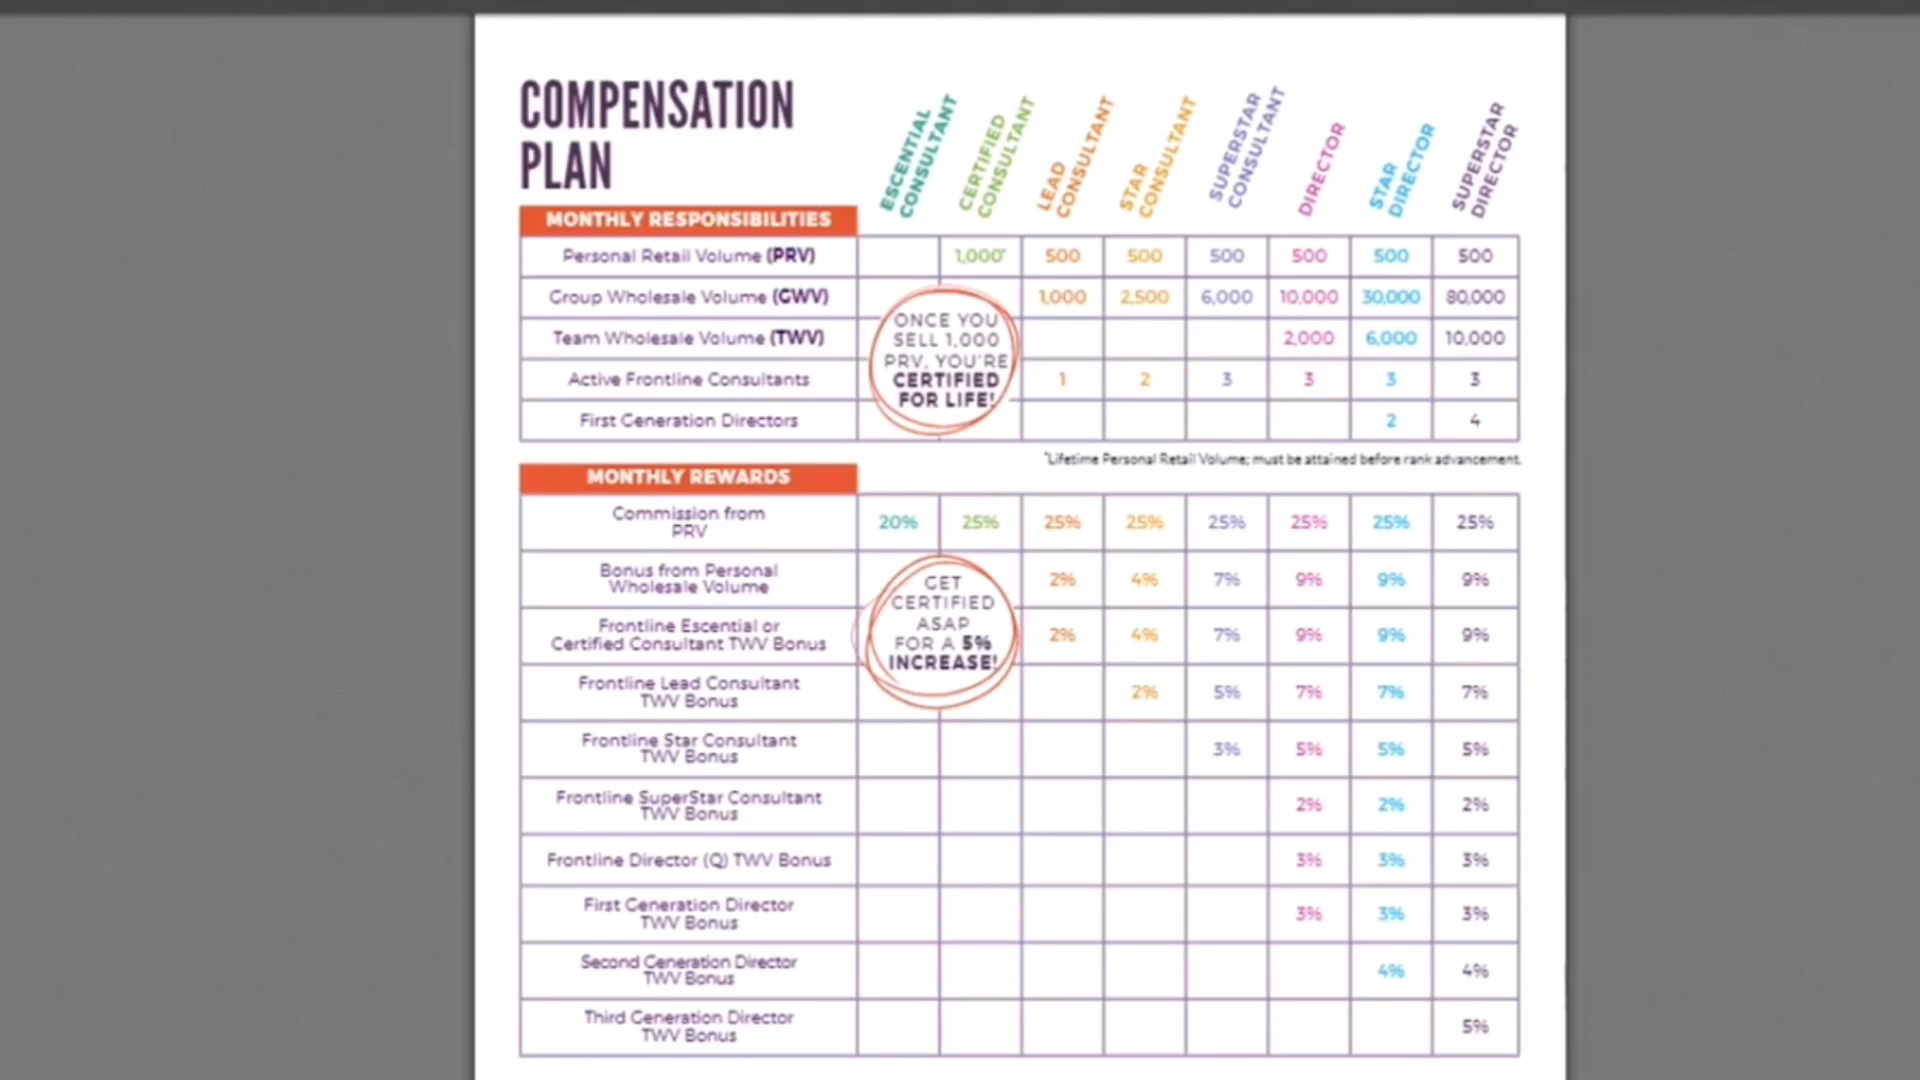 COMPENSATION
PLAN
ESCENTIAL
CONSULTANT
CERTIFIED
CONSULTANT
LEAD
CONSULTANT
STAR
CONSULTANT
SUPERSTAR
CONSULTANT
DIRECTOR
STAR
DIRECTOR
SUPERSTAR
DIRECTOR
MONTHLY RESPONSIBILITIES
Personal Retail Volume (PRV) 1,000* 500 500 500 500 500 500
Group Wholesale Volume (GWV) 1,000 2,500 6,000 10,000 30,000 80,000
Team Wholesale Volume (TWV) 2,000 6,000 10,000
Active Frontline Consultants 1 2 3 3 3 3
First Generation Directors 2 4
ONCE YOU
SELL 1,000
PRV, YOU'RE
CERTIFIED
FOR LIFE!
*Lifetime Personal Retail Volume; must be attained before rank advancement.
MONTHLY REWARDS
Commission from
PRV
20% 25% 25% 25% 25% 25% 25% 25%
Bonus from Personal
Wholesale Volume
2% 4% 7% 9% 9% 9%
GET
CERTIFIED
ASAP
FOR A 5%
INCREASE!
Frontline Escential or
Certified Consultant TWV Bonus
2% 4% 7% 9% 9% 9%
Frontline Lead Consultant
TWV Bonus
2% 5% 7% 7% 7%
Frontline Star Consultant
TWV Bonus
3% 5% 5% 5%
Frontline SuperStar Consultant
TWV Bonus
2% 2% 2%
Frontline Director (Q) TWV Bonus 3% 3% 3%
First Generation Director
TWV Bonus
3% 3% 3%
Second Generation Director
TWV Bonus
4% 4%
Third Generation Director
TWV Bonus
5%